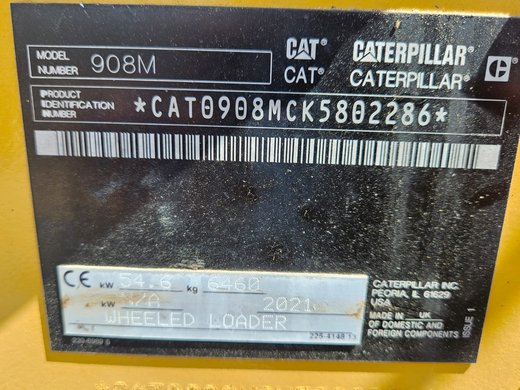 MODEL NUMBER 908M CAT CATERPILLAR
CAT® CATERPILLAR®
PRODUCT IDENTIFICATION NUMBER *CAT0908MCK5802286*
CE kW 54.6 kg 6460
kW N/A 2021
WHEELED LOADER
CATERPILLAR INC.
PEORIA, IL 61629
USA
MADE IN UK
OF DOMESTIC AND
FOREIGN COMPONENTS
ISSUE 1